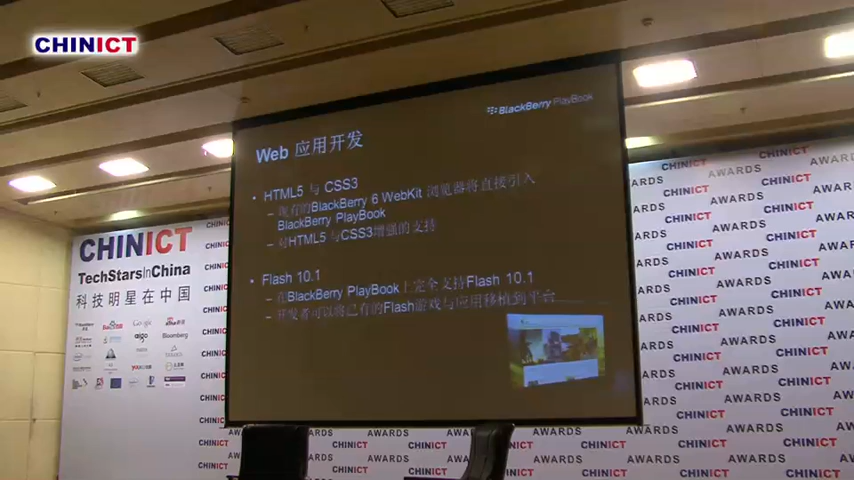 CHINICT
BlackBerry PlayBook
Web 应用开发
• HTML5 与 CSS3
– 现有的BlackBerry 6 WebKit 浏览器将直接引入
BlackBerry PlayBook
– 对HTML5 与CSS3增强的支持
• Flash 10.1
– 在BlackBerry PlayBook上完全支持Flash 10.1
– 开发者可以将已有的Flash游戏与应用移植到平台
CHINICT
TechStarsInChina
科技明星在中国
Google
aigo
Bloomberg
CHINICT AWARDS